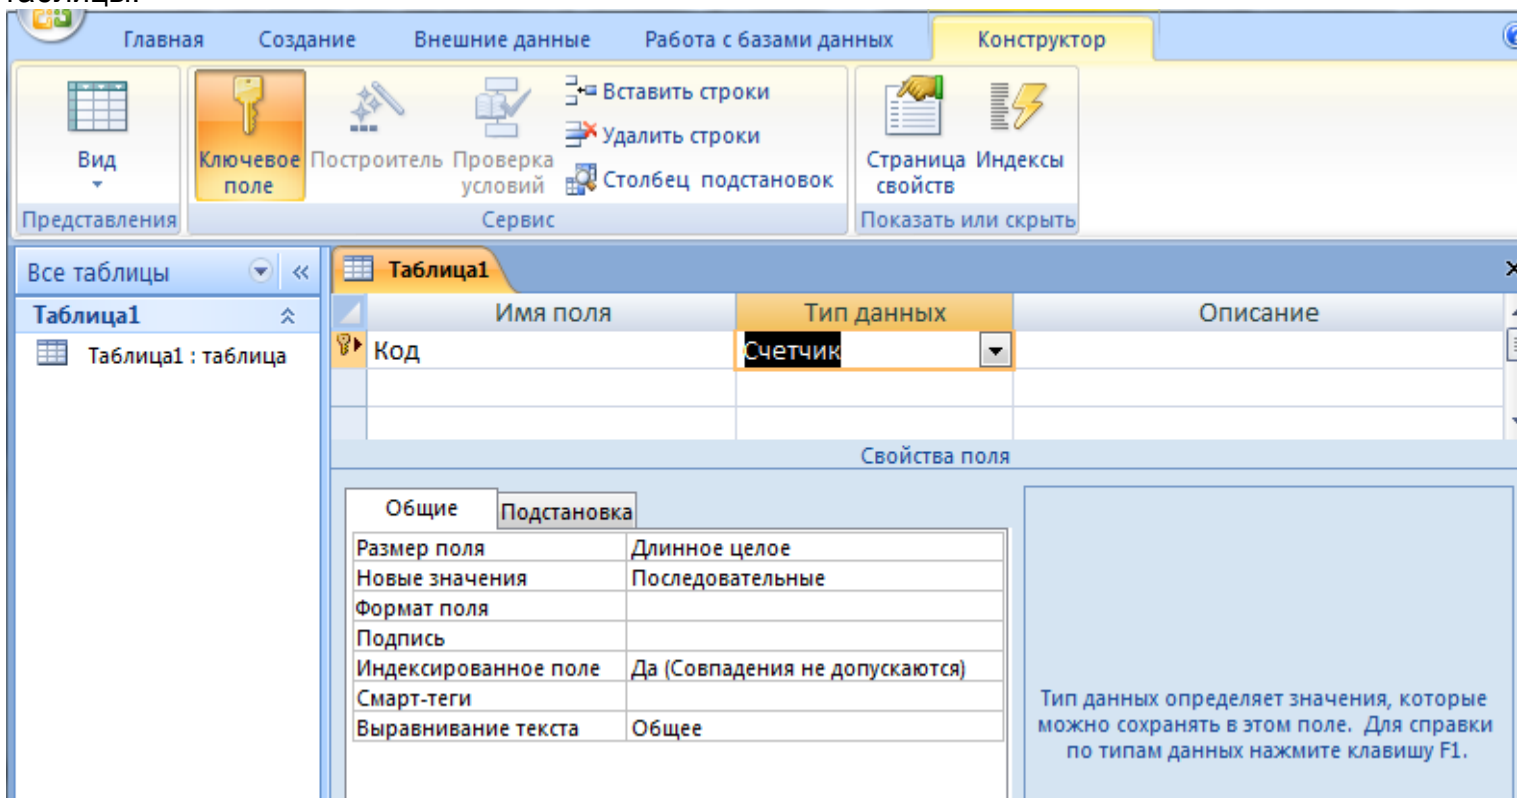 таблицы.
Главная Создание Внешние данные Работа с базами данных Конструктор
Вид
Ключевое поле
Построитель
Проверка условий
Вставить строки
Удалить строки
Столбец подстановок
Страница свойств
Индексы
Представления Сервис Показать или скрыть
Все таблицы
Таблица1
Таблица1 : таблица
Таблица1
Имя поля Тип данных Описание
Код Счетчик
Свойства поля
Общие Подстановка
Размер поля Длинное целое
Новые значения Последовательные
Формат поля
Подпись
Индексированное поле Да (Совпадения не допускаются)
Смарт-теги
Выравнивание текста Общее
Тип данных определяет значения, которые
можно сохранять в этом поле. Для справки
по типам данных нажмите клавишу F1.